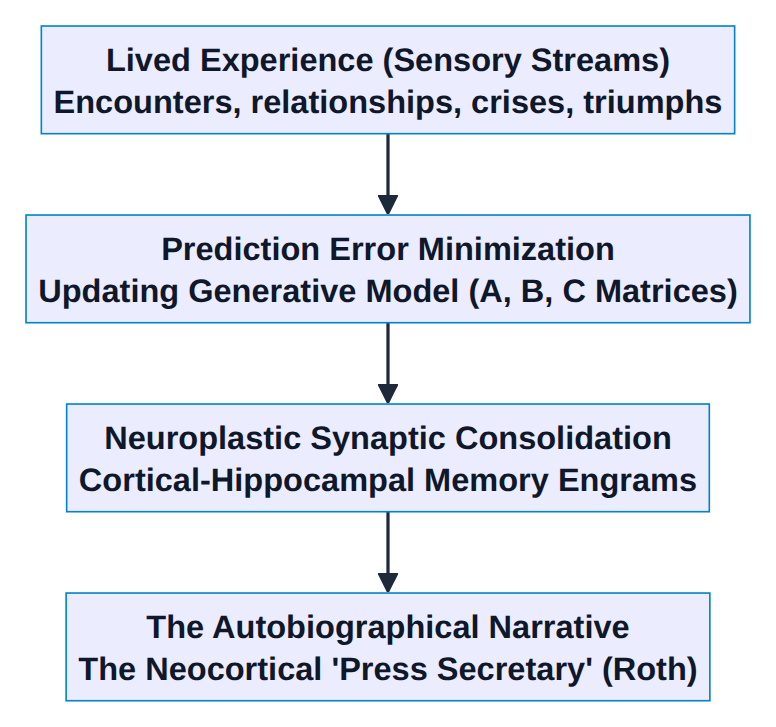 Lived Experience (Sensory Streams)
Encounters, relationships, crises, triumphs
Prediction Error Minimization
Updating Generative Model (A, B, C Matrices)
Neuroplastic Synaptic Consolidation
Cortical-Hippocampal Memory Engrams
The Autobiographical Narrative
The Neocortical 'Press Secretary' (Roth)